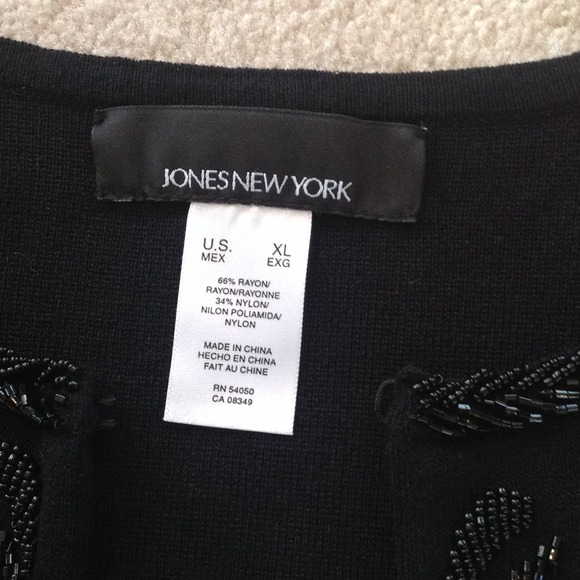 JONES NEW YORK
U.S. XL
MEX EXG
66% RAYON/
RAYON/RAYONNE
34% NYLON/
NILON POLIAMIDA/
NYLON
MADE IN CHINA
HECHO EN CHINA
FAIT AU CHINE
RN 54050
CA 08349